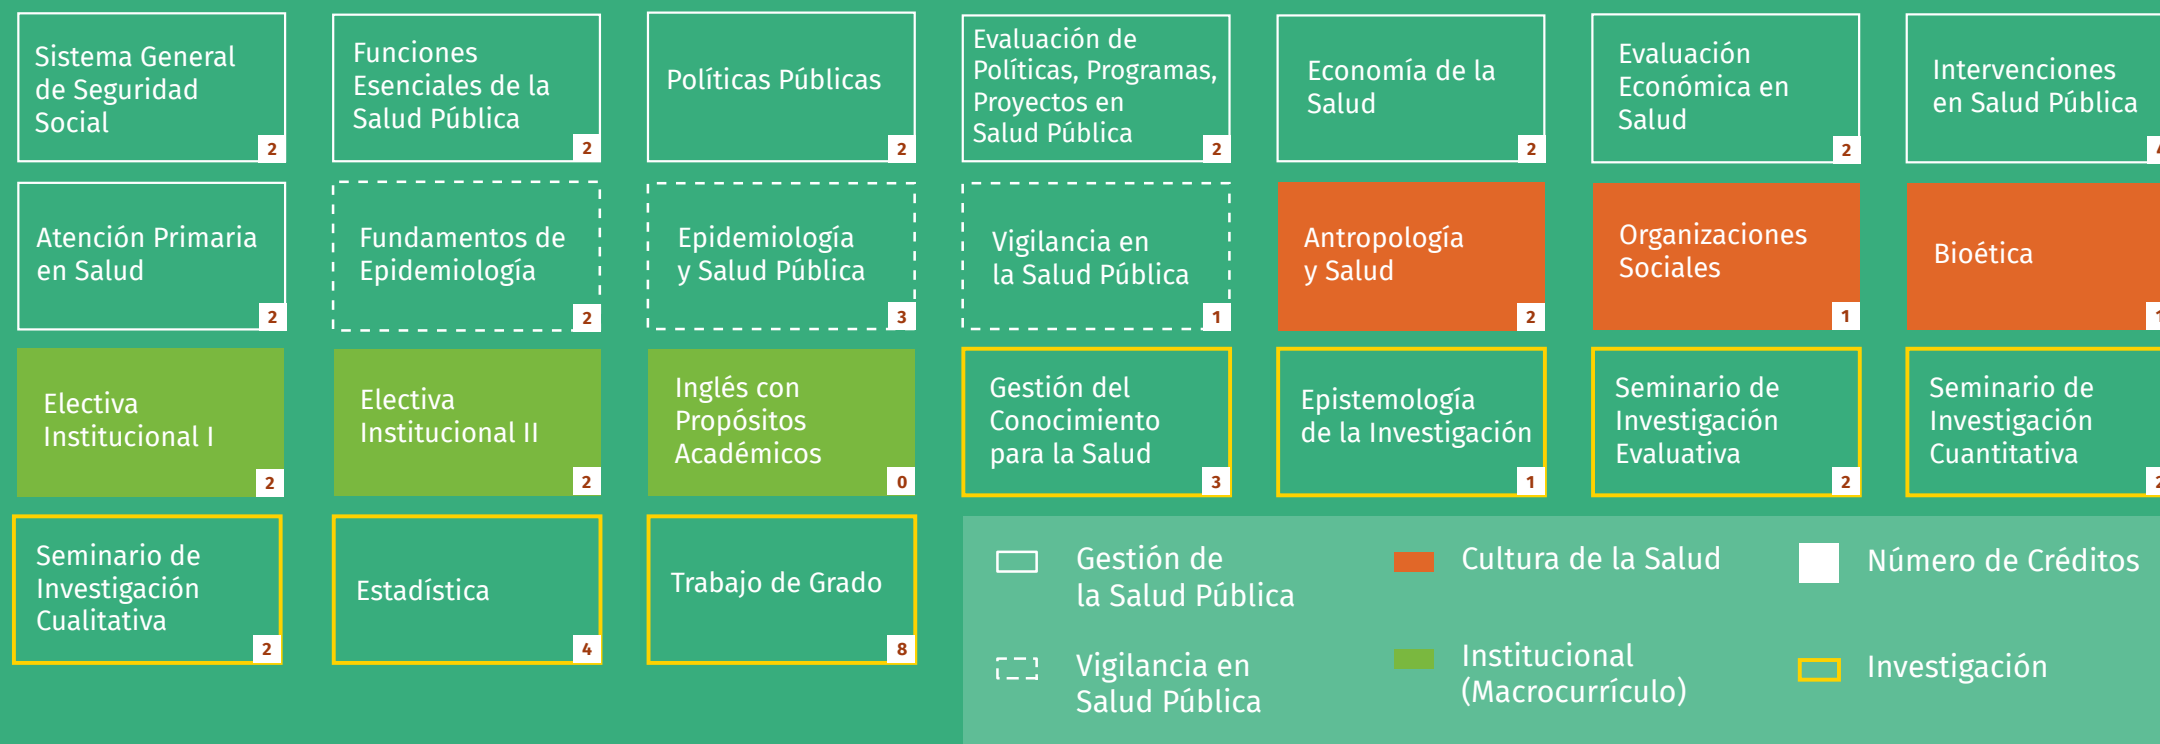 Sistema General
de Seguridad
Social
2
Funciones
Esenciales de la
Salud Pública
2
Políticas Públicas
2
Evaluación de
Políticas, Programas,
Proyectos en
Salud Pública
2
Economía de la
Salud
2
Evaluación
Económica en
Salud
2
Intervenciones
en Salud Pública
4
Atención Primaria
en Salud
2
Fundamentos de
Epidemiología
2
Epidemiología
y Salud Pública
3
Vigilancia en
la Salud Pública
1
Antropología
y Salud
2
Organizaciones
Sociales
1
Bioética
1
Electiva
Institucional I
2
Electiva
Institucional II
2
Inglés con
Propósitos
Académicos
0
Gestión del
Conocimiento
para la Salud
3
Epistemología
de la Investigación
1
Seminario de
Investigación
Evaluativa
2
Seminario de
Investigación
Cuantitativa
2
Seminario de
Investigación
Cualitativa
2
Estadística
4
Trabajo de Grado
8
Gestión de
la Salud Pública
Cultura de la Salud
Número de Créditos
Vigilancia en
Salud Pública
Institucional
(Macrocurrículo)
Investigación